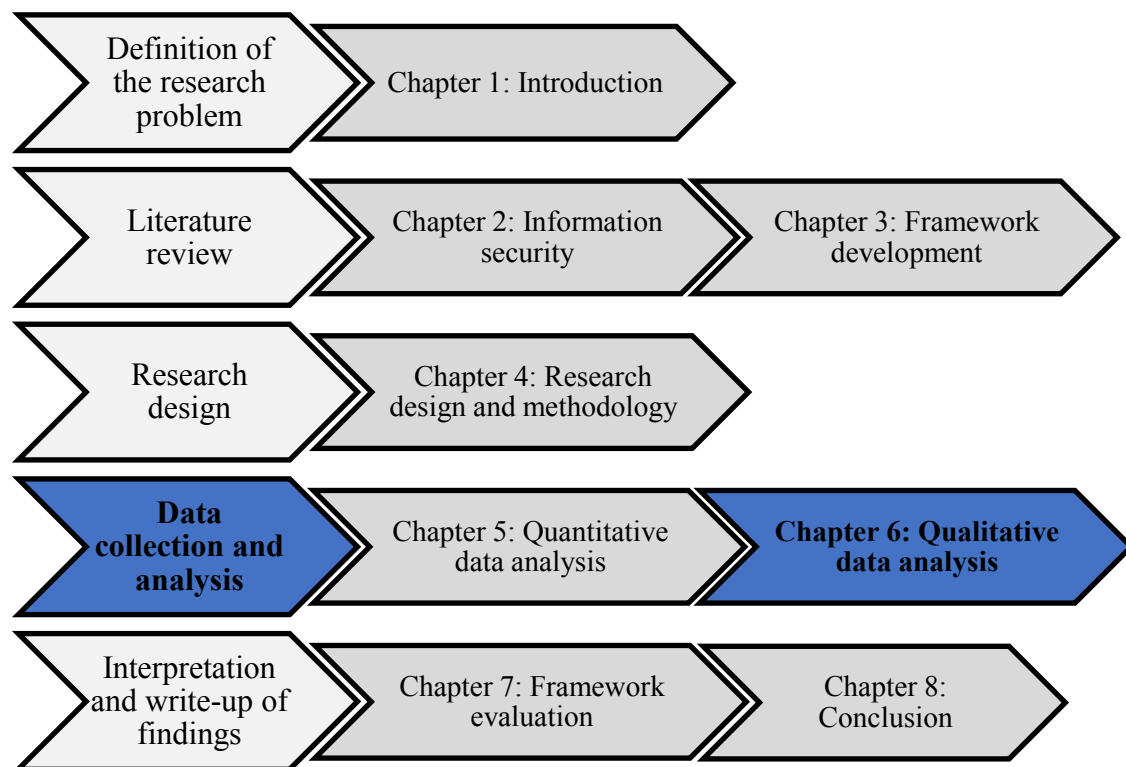 Definition of
the research
problem
Chapter 1: Introduction
Literature
review
Chapter 2: Information
security
Chapter 3: Framework
development
Research
design
Chapter 4: Research
design and methodology
Data
collection and
analysis
Chapter 5: Quantitative
data analysis
Chapter 6: Qualitative
data analysis
Interpretation
and write-up of
findings
Chapter 7: Framework
evaluation
Chapter 8:
Conclusion